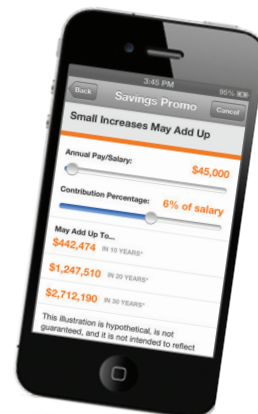 3:45 PM
95%
Back
Savings Promo
Cancel
Small Increases May Add Up
Annual Pay/Salary:
$45,000
Contribution Percentage:
6% of salary
May Add Up To...
$442,474 IN 10 YEARS*
$1,247,510 IN 20 YEARS*
$2,712,190 IN 30 YEARS*
This illustration is hypothetical, is not
guaranteed, and it is not intended to reflect